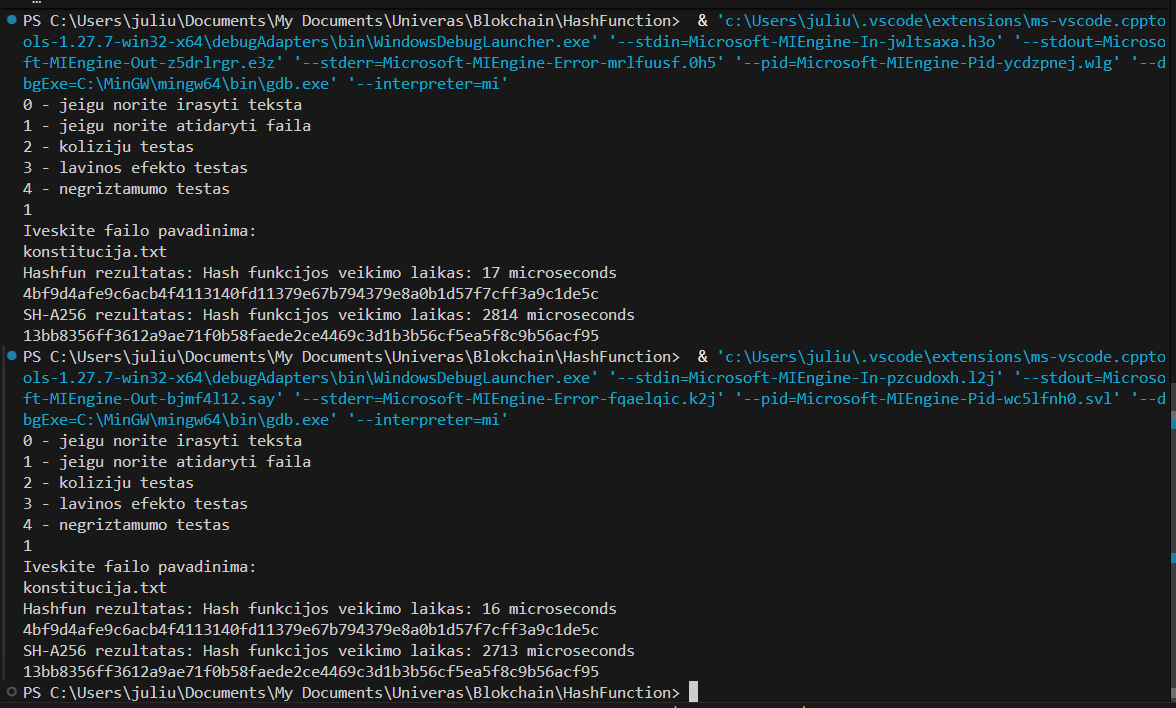 PS C:\Users\juliu\Documents\My Documents\Univeras\Blokchain\HashFunction>  & 'c:\Users\juliu\.vscode\extensions\ms-vscode.cppto
ols-1.27.7-win32-x64\debugAdapters\bin\WindowsDebugLauncher.exe' '--stdin=Microsoft-MIEngine-In-jwltsaxa.h3o' '--stdout=Microso
ft-MIEngine-Out-z5drlrgr.e3z' '--stderr=Microsoft-MIEngine-Error-mrlfuusf.0h5' '--pid=Microsoft-MIEngine-Pid-ycdzpnej.wlg' '--d
bgExe=C:\MinGW\mingw64\bin\gdb.exe' '--interpreter=mi'
0 - jeigu norite irasyti teksta
1 - jeigu norite atidaryti faila
2 - koliziju testas
3 - lavinos efekto testas
4 - negriztamumo testas
1
Iveskite failo pavadinima:
konstitucija.txt
Hashfun rezultatas: Hash funkcijos veikimo laikas: 17 microseconds
4bf9d4afe9c6acb4f4113140fd11379e67b794379e8a0b1d57f7cff3a9c1de5c
SH-A256 rezultatas: Hash funkcijos veikimo laikas: 2814 microseconds
13bb8356ff3612a9ae71f0b58faede2ce4469c3d1b3b56cf5ea5f8c9b56acf95
PS C:\Users\juliu\Documents\My Documents\Univeras\Blokchain\HashFunction>  & 'c:\Users\juliu\.vscode\extensions\ms-vscode.cppto
ols-1.27.7-win32-x64\debugAdapters\bin\WindowsDebugLauncher.exe' '--stdin=Microsoft-MIEngine-In-pzcudoxh.l2j' '--stdout=Microso
ft-MIEngine-Out-bjmf4l12.say' '--stderr=Microsoft-MIEngine-Error-fqaelqic.k2j' '--pid=Microsoft-MIEngine-Pid-wc5lfnh0.svl' '--d
bgExe=C:\MinGW\mingw64\bin\gdb.exe' '--interpreter=mi'
0 - jeigu norite irasyti teksta
1 - jeigu norite atidaryti faila
2 - koliziju testas
3 - lavinos efekto testas
4 - negriztamumo testas
1
Iveskite failo pavadinima:
konstitucija.txt
Hashfun rezultatas: Hash funkcijos veikimo laikas: 16 microseconds
4bf9d4afe9c6acb4f4113140fd11379e67b794379e8a0b1d57f7cff3a9c1de5c
SH-A256 rezultatas: Hash funkcijos veikimo laikas: 2713 microseconds
13bb8356ff3612a9ae71f0b58faede2ce4469c3d1b3b56cf5ea5f8c9b56acf95
PS C:\Users\juliu\Documents\My Documents\Univeras\Blokchain\HashFunction>